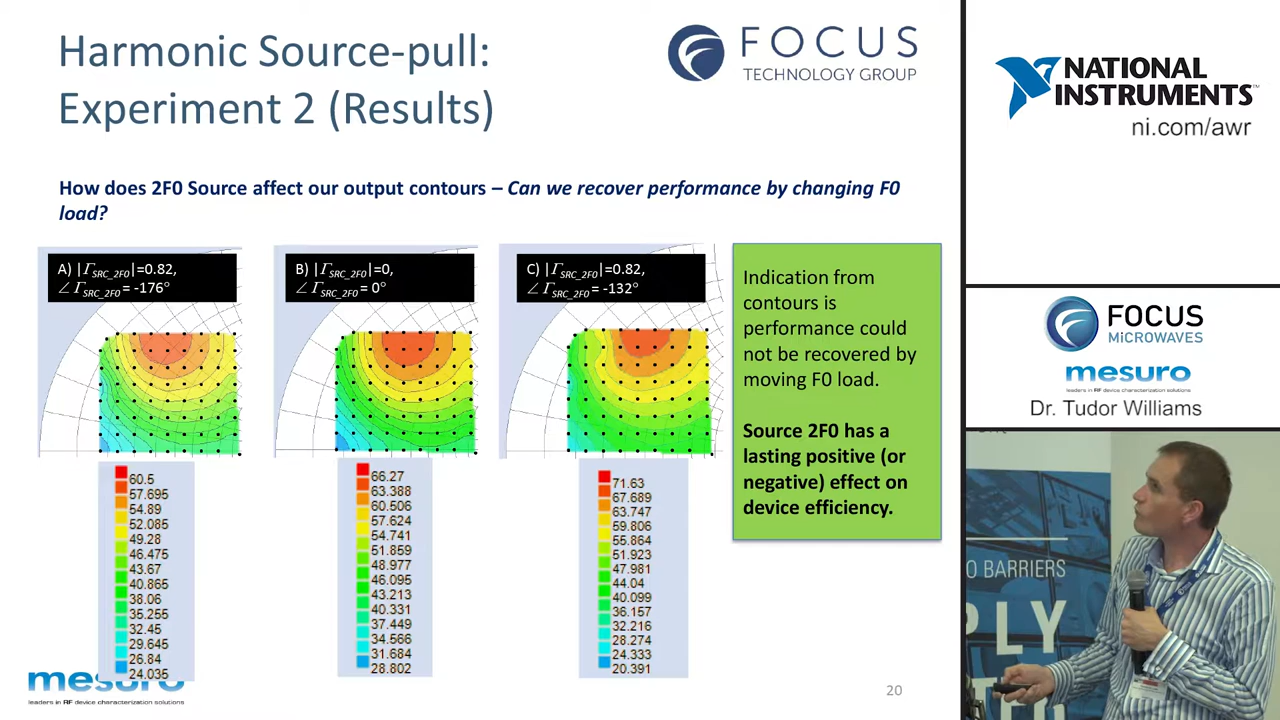 Harmonic Source-pull:
Experiment 2 (Results)
FOCUS
TECHNOLOGY GROUP
How does 2F0 Source affect our output contours – Can we recover performance by changing F0
load?
A) |Γ_SRC_2F0|=0.82,
∠ Γ_SRC_2F0 = -176°
B) |Γ_SRC_2F0|=0,
∠ Γ_SRC_2F0 = 0°
C) |Γ_SRC_2F0|=0.82,
∠ Γ_SRC_2F0 = -132°
60.5
57.695
54.89
52.085
49.28
46.475
43.67
40.865
38.06
35.255
32.45
29.645
26.84
24.035
66.27
63.388
60.506
57.624
54.741
51.859
48.977
46.095
43.213
40.331
37.449
34.566
31.684
28.802
71.63
67.689
63.747
59.806
55.864
51.923
47.981
44.04
40.099
36.157
32.216
28.274
24.333
20.391
Indication from
contours is
performance could
not be recovered by
moving F0 load.
Source 2F0 has a
lasting positive (or
negative) effect on
device efficiency.
mesuro
leaders in RF device characterization solutions
20
NATIONAL
INSTRUMENTS™
ni.com/awr
FOCUS
MiCROWAVES
mesuro
leaders in RF device characterization solutions
Dr. Tudor Williams
O BARRIERS
PLY